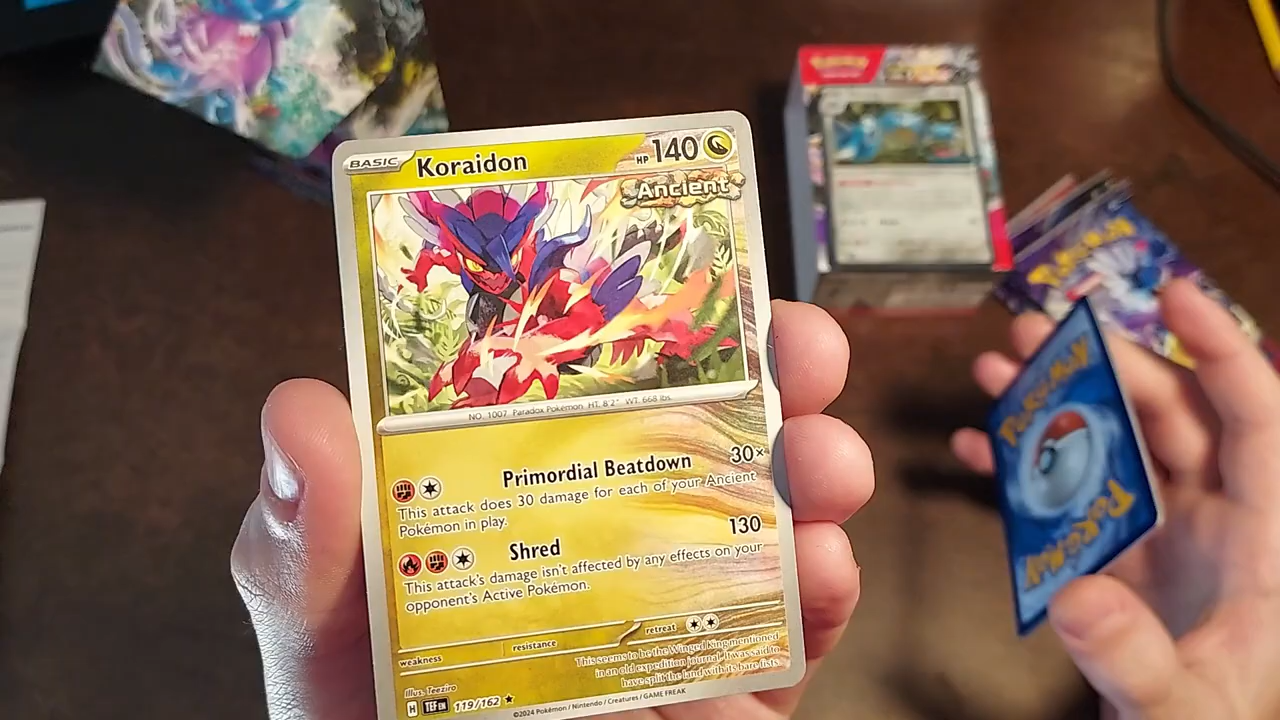 BASIC Koraidon HP 140
Ancient
NO. 1007 Paradox Pokémon HT. 8'2" WT. 668 lbs.
Primordial Beatdown 30×
This attack does 30 damage for each of your Ancient
Pokémon in play.
Shred 130
This attack's damage isn't affected by any effects on your
opponent's Active Pokémon.
weakness resistance retreat
This seems to be the Winged King mentioned
in an old expedition journal. It was said to
have split the land with its bare fists.
Illus. Teeziro
H TEF EN 119/162 ★
©2024 Pokémon / Nintendo / Creatures / GAME FREAK
Pokémon
Pokémon
Pokémon
Pokémon